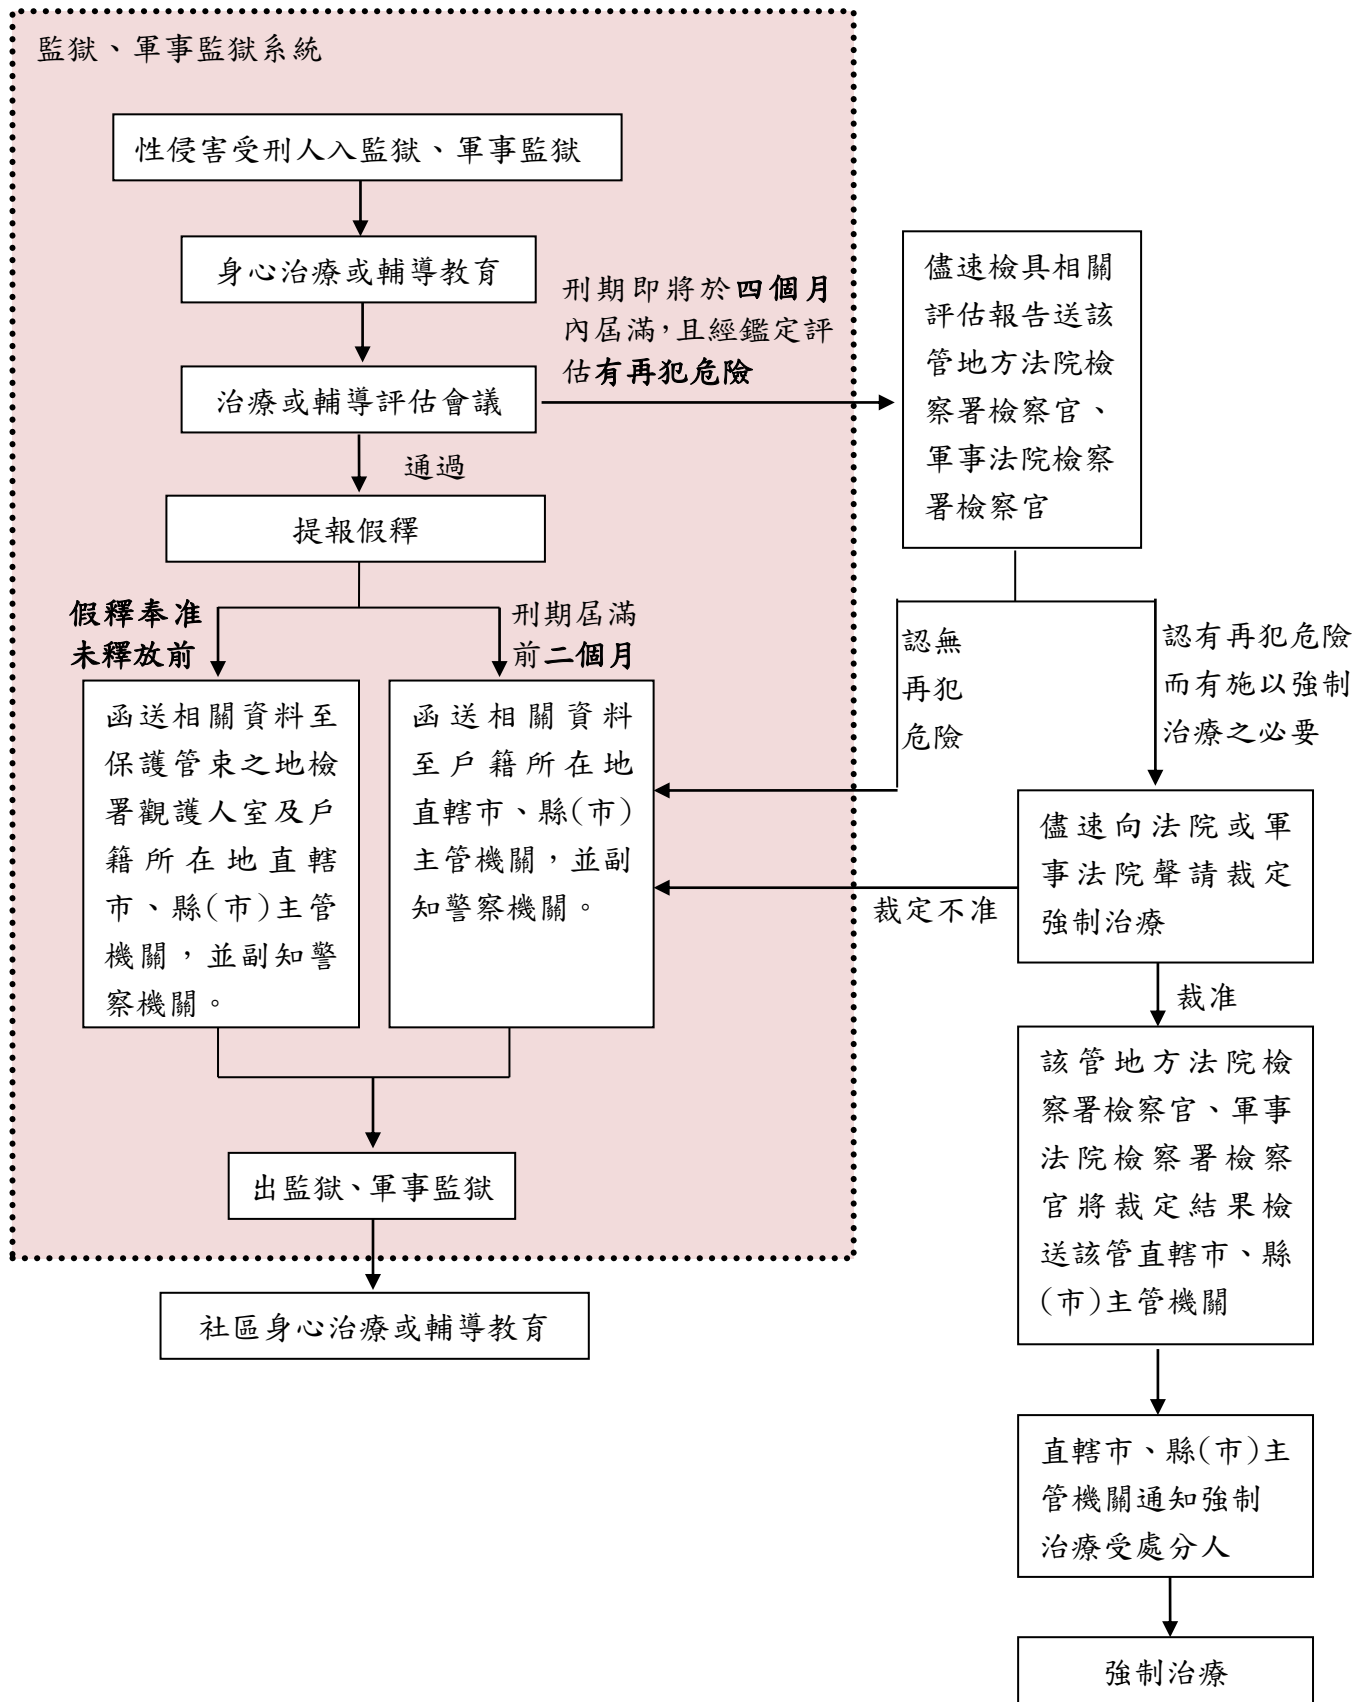 監獄、軍事監獄系統
性侵害受刑人入監獄、軍事監獄
身心治療或輔導教育
刑期即將於四個月
內屆滿,且經鑑定評
估有再犯危險
治療或輔導評估會議
通過
提報假釋
假釋奉准
未釋放前
刑期屆滿
前二個月
函送相關資料至
保護管束之地檢
署觀護人室及戶
籍所在地直轄
市、縣(市)主管
機關,並副知警
察機關。
函送相關資料
至戶籍所在地
直轄市、縣(市)
主管機關,並副
知警察機關。
出監獄、軍事監獄
社區身心治療或輔導教育
儘速檢具相關
評估報告送該
管地方法院檢
察署檢察官、
軍事法院檢察
署檢察官
認無
再犯
危險
認有再犯危險
而有施以強制
治療之必要
儘速向法院或軍
事法院聲請裁定
強制治療
裁定不准
裁准
該管地方法院檢
察署檢察官、軍事
法院檢察署檢察
官將裁定結果檢
送該管直轄市、縣
(市)主管機關
直轄市、縣(市)主
管機關通知強制
治療受處分人
強制治療